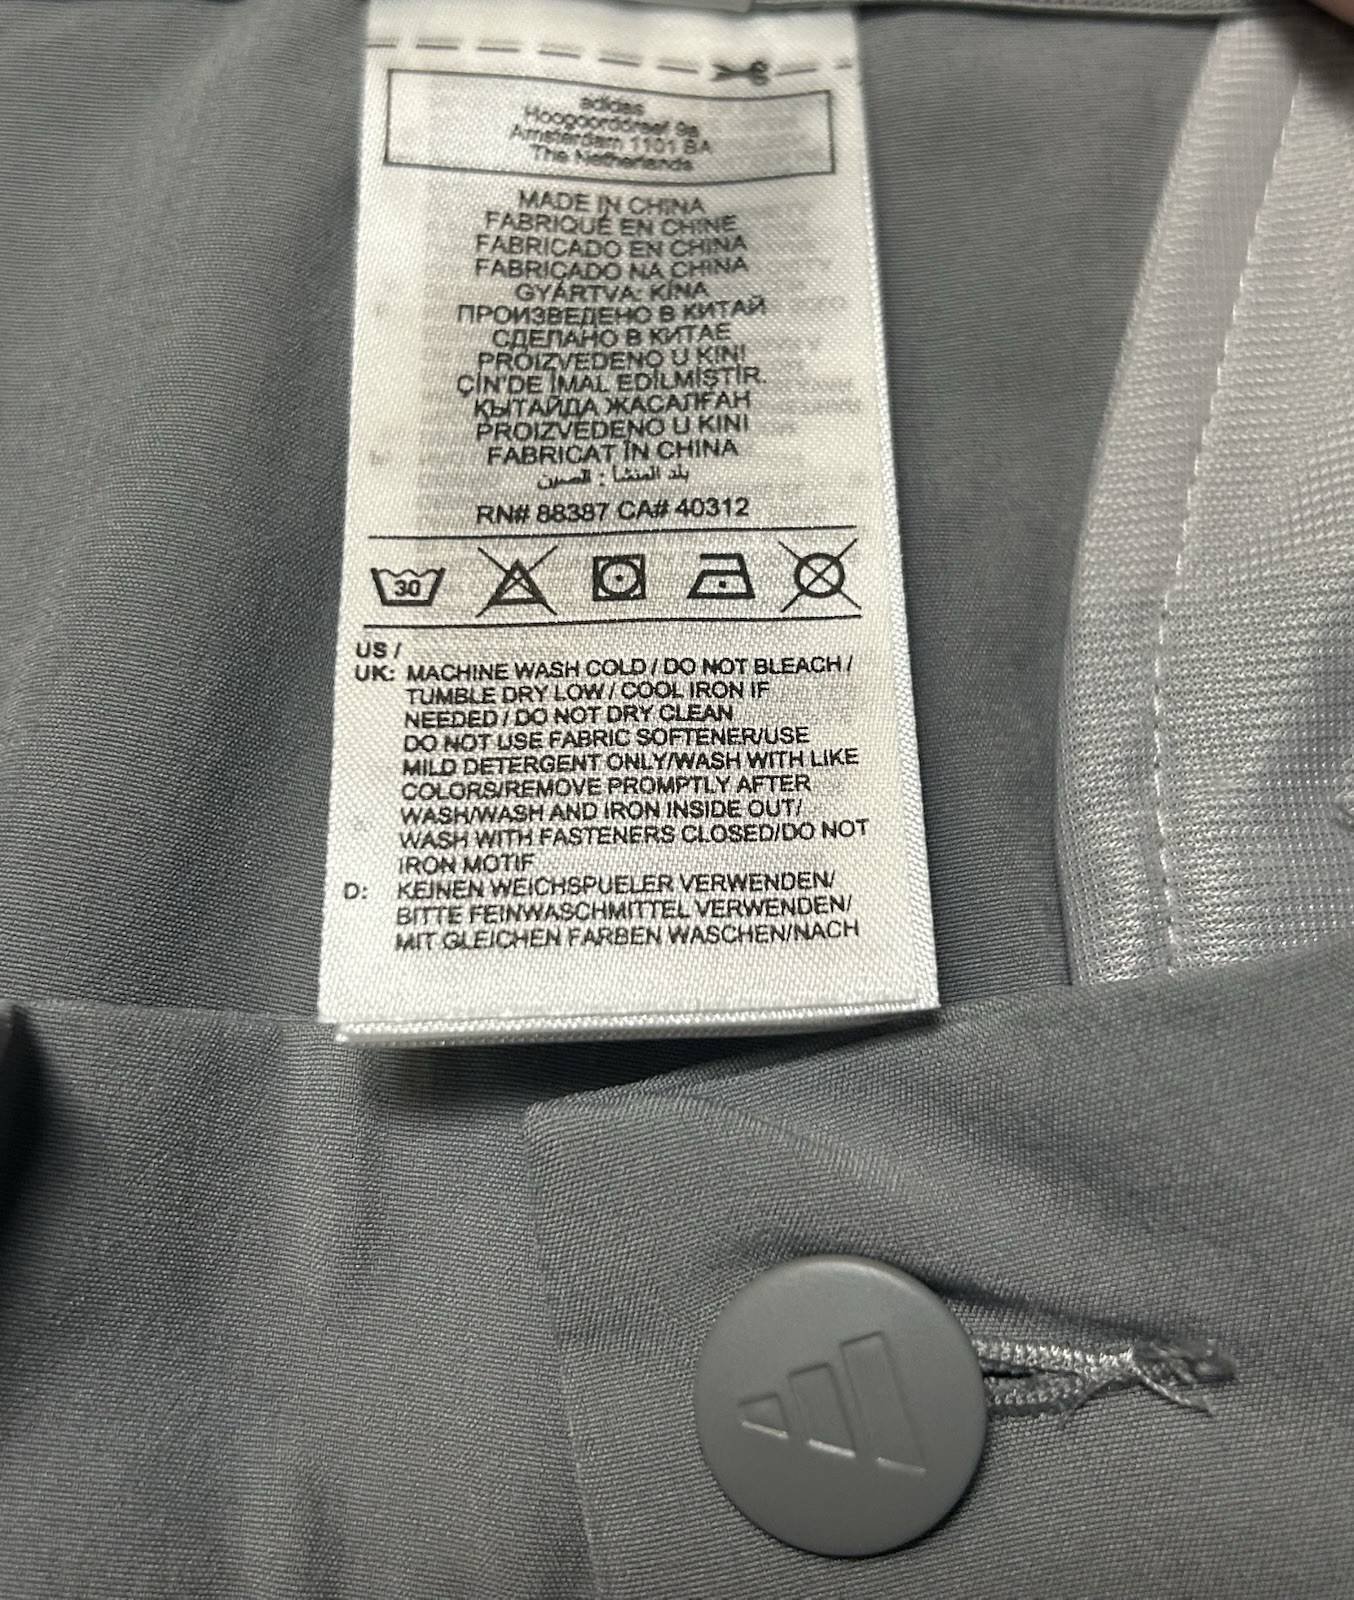 adidas
Hoogoorddreef 9a
Amsterdam 1101 BA
The Netherlands
MADE IN CHINA
FABRIQUÉ EN CHINE
FABRICADO EN CHINA
FABRICADO NA CHINA
GYÁRTVA: KÍNA
ПРОИЗВЕДЕНО В КИТАЙ
СДЕЛАНО В КИТАЕ
PROIZVEDENO U KINI
ÇİN'DE İMAL EDİLMİŞTİR.
ҚЫТАЙДА ЖАСАЛҒАН
PROIZVEDENO U KINI
FABRICAT ÎN CHINA
بلد المنشأ : الصين
RN# 88387 CA# 40312
30
US /
UK: MACHINE WASH COLD / DO NOT BLEACH /
TUMBLE DRY LOW / COOL IRON IF
NEEDED / DO NOT DRY CLEAN
DO NOT USE FABRIC SOFTENER/USE
MILD DETERGENT ONLY/WASH WITH LIKE
COLORS/REMOVE PROMPTLY AFTER
WASH/WASH AND IRON INSIDE OUT/
WASH WITH FASTENERS CLOSED/DO NOT
IRON MOTIF
D: KEINEN WEICHSPUELER VERWENDEN/
BITTE FEINWASCHMITTEL VERWENDEN/
MIT GLEICHEN FARBEN WASCHEN/NACH